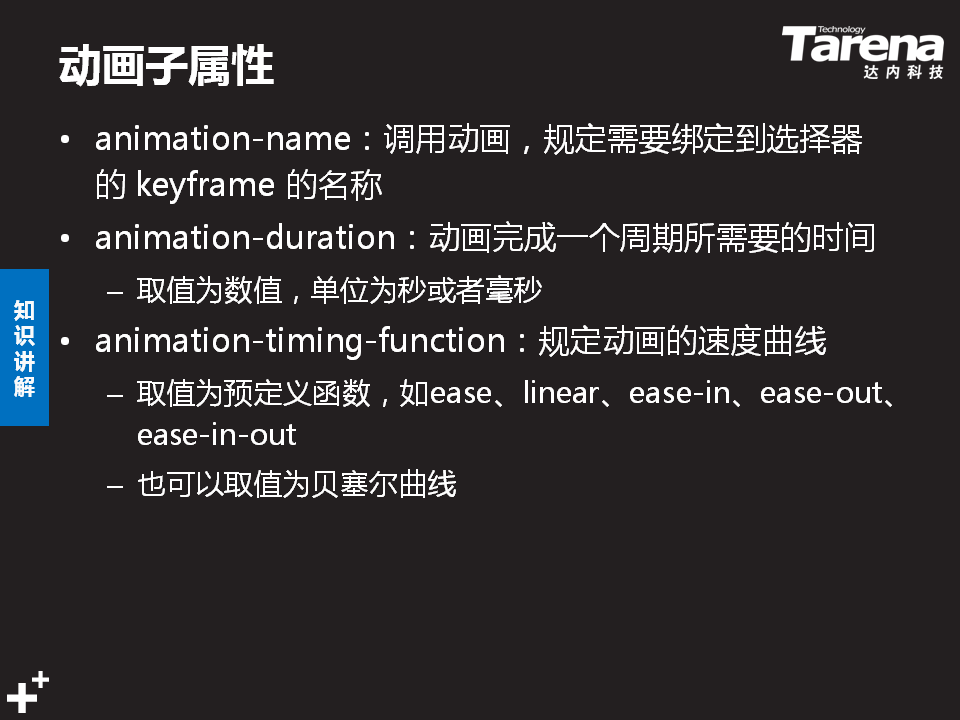 动画子属性
Technology
Tarena
达内科技
• animation-name：调用动画，规定需要绑定到选择器
的 keyframe 的名称
• animation-duration：动画完成一个周期所需要的时间
– 取值为数值，单位为秒或者毫秒
知识讲解
• animation-timing-function：规定动画的速度曲线
– 取值为预定义函数，如ease、linear、ease-in、ease-out、
ease-in-out
– 也可以取值为贝塞尔曲线